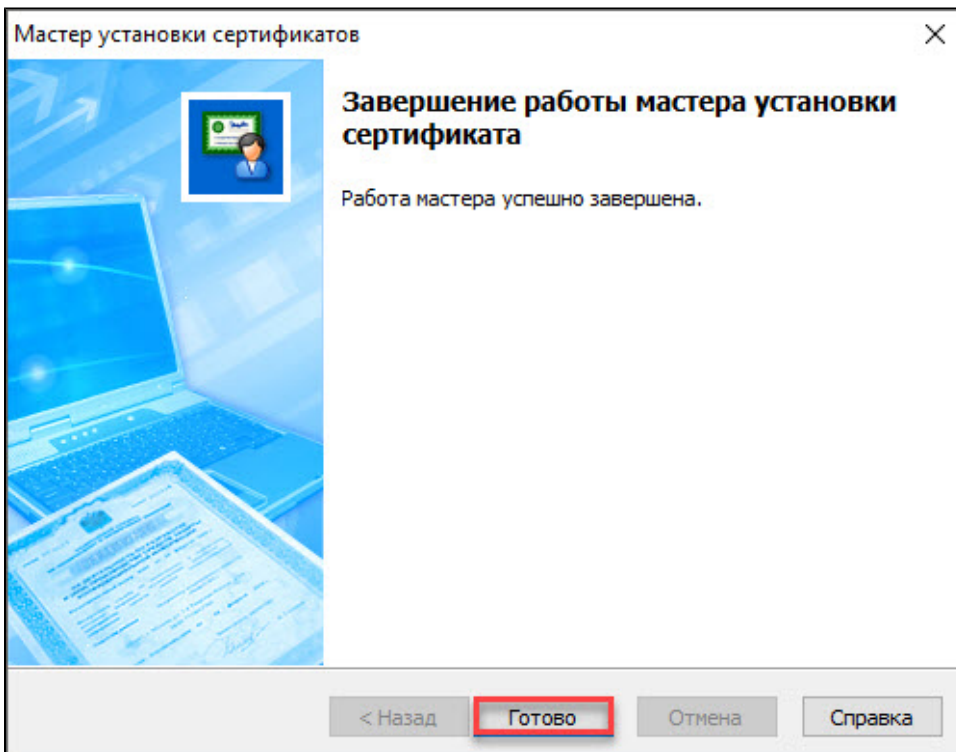 Мастер установки сертификатов
Завершение работы мастера установки
сертификата
Работа мастера успешно завершена.
< Назад
Готово
Отмена
Справка